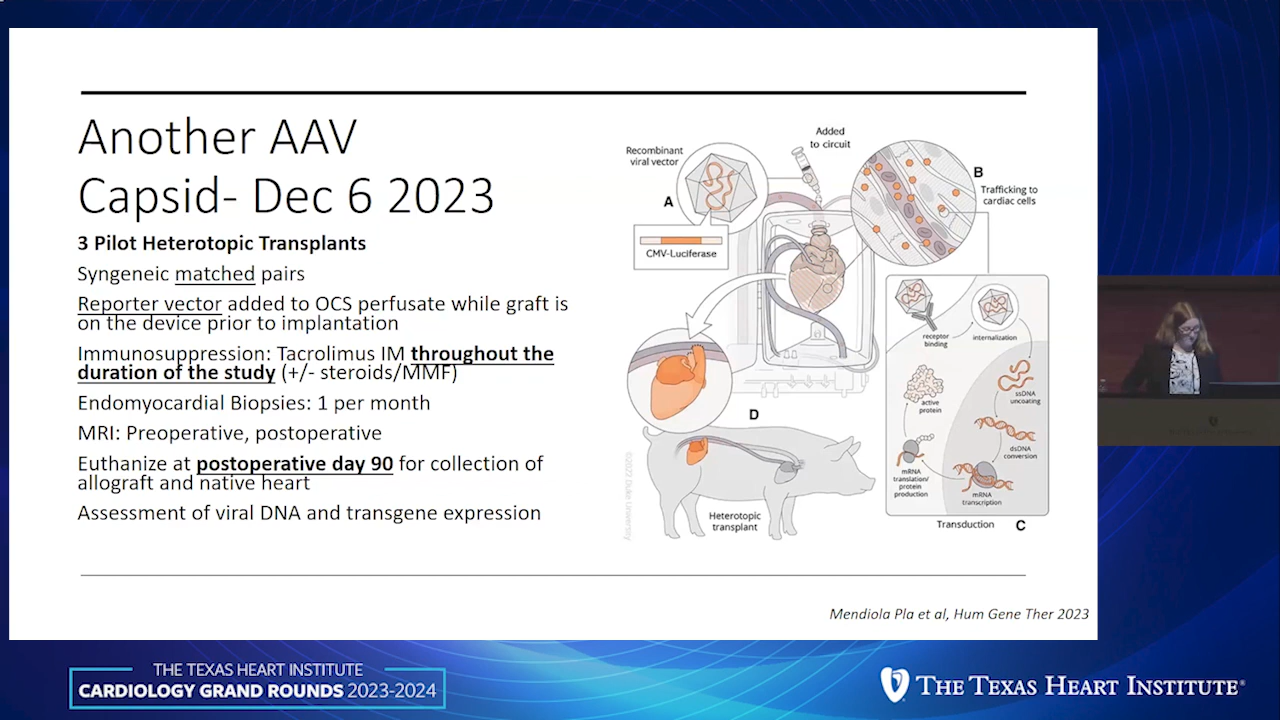 Another AAV
Capsid- Dec 6 2023
3 Pilot Heterotopic Transplants
Syngeneic matched pairs
Reporter vector added to OCS perfusate while graft is
on the device prior to implantation
Immunosuppression: Tacrolimus IM throughout the
duration of the study (+/- steroids/MMF)
Endomyocardial Biopsies: 1 per month
MRI: Preoperative, postoperative
Euthanize at postoperative day 90 for collection of
allograft and native heart
Assessment of viral DNA and transgene expression
Recombinant
viral vector
A
CMV-Luciferase
Added
to circuit
B
Trafficking to
cardiac cells
receptor
binding
internalization
ssDNA
uncoating
dsDNA
conversion
mRNA
transcription
mRNA
translation/
protein
production
active
protein
Transduction C
D
Heterotopic
transplant
©2022 Duke University
Mendiola Pla et al, Hum Gene Ther 2023
THE TEXAS HEART INSTITUTE
CARDIOLOGY GRAND ROUNDS 2023-2024
THE TEXAS HEART INSTITUTE®